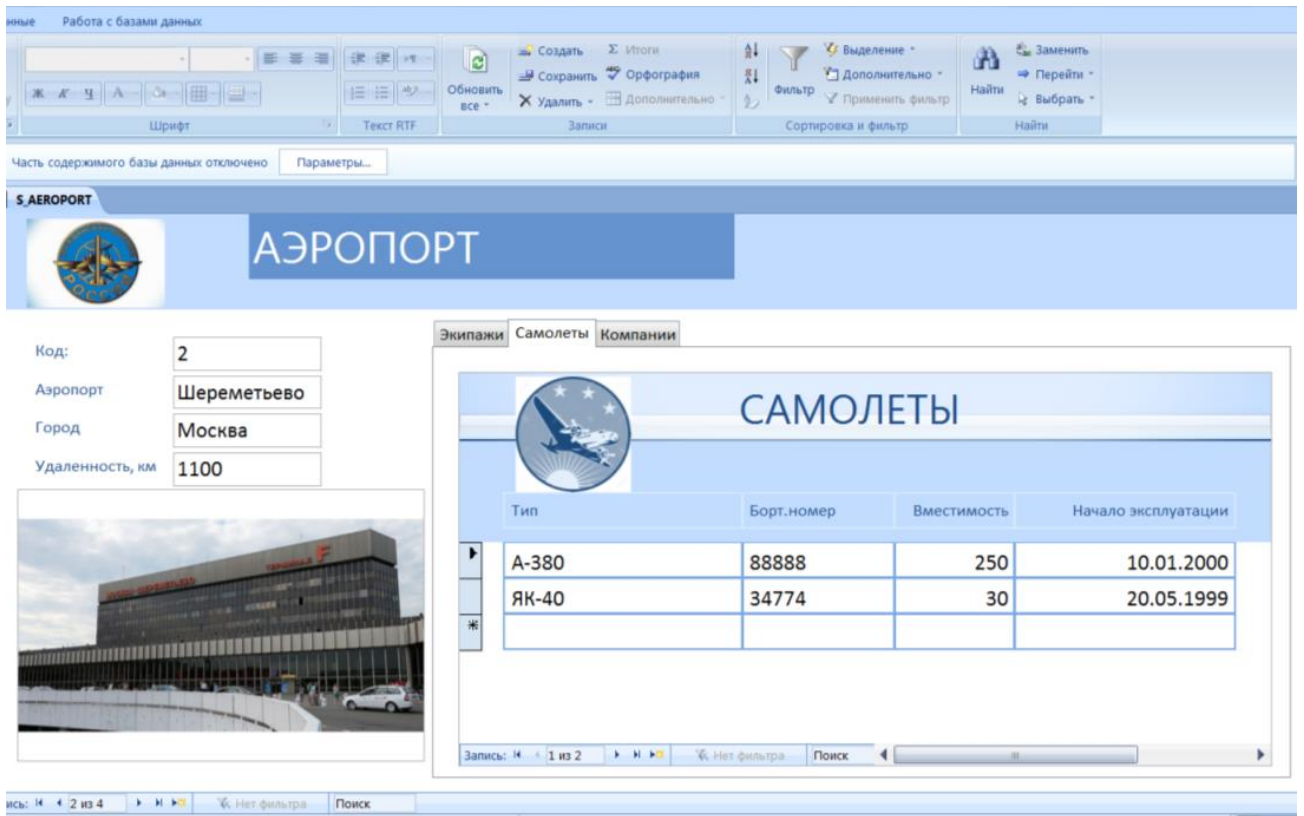 нные Работа с базами данных
Создать Σ Итоги
Сохранить Орфография
Удалить Дополнительно
Обновить все
Ж К Ч А
Шрифт Текст RTF Записи
Выделение
Дополнительно
Применить фильтр
Фильтр
Сортировка и фильтр
Заменить
Перейти
Выбрать
Найти
Найти
Часть содержимого базы данных отключено Параметры...
S_AEROPORT
РОССИЯ
АЭРОПОРТ
Код: 2
Аэропорт Шереметьево
Город Москва
Удаленность, км 1100
F
Экипажи Самолеты Компании
САМОЛЕТЫ
Тип Борт.номер Вместимость Начало эксплуатации
А-380 88888 250 10.01.2000
ЯК-40 34774 30 20.05.1999
Запись: 1 из 2 Нет фильтра Поиск
ись: 2 из 4 Нет фильтра Поиск